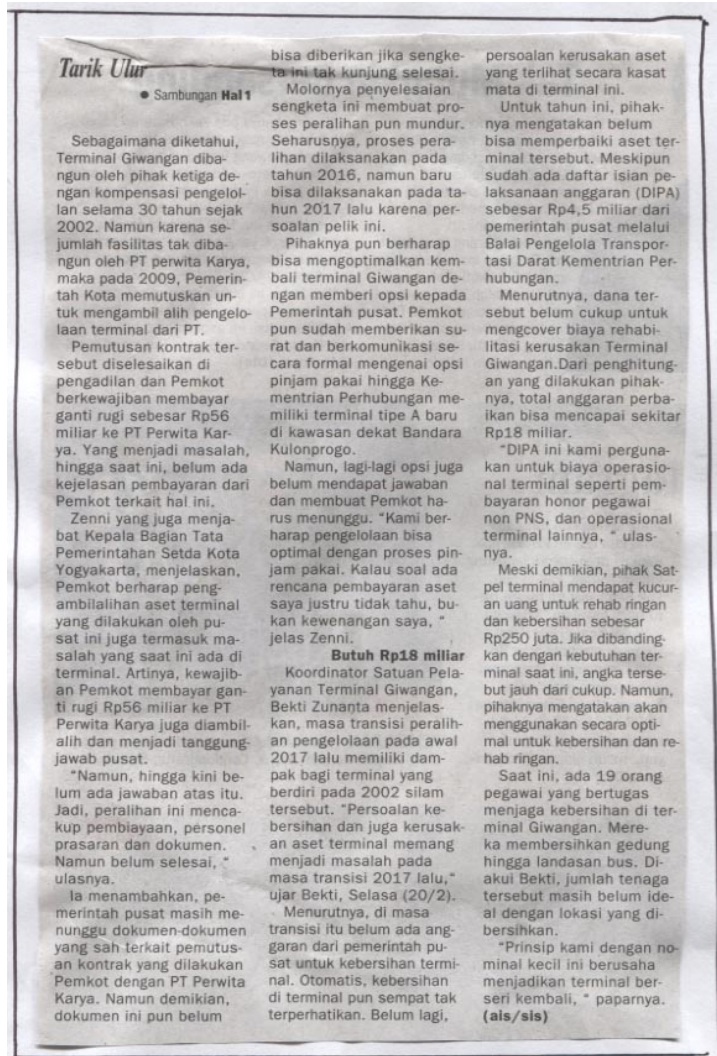 Tarik Ulur
● Sambungan Hal 1
Sebagaimana diketahui,
Terminal Giwangan diba-
ngun oleh pihak ketiga de-
ngan kompensasi pengelol-
lan selama 30 tahun sejak
2002. Namun karena se-
jumlah fasilitas tak diba-
ngun oleh PT perwita Karya,
maka pada 2009, Pemerin-
tah Kota memutuskan un-
tuk mengambil alih pengelo-
laan terminal dari PT.
Pemutusan kontrak ter-
sebut diselesaikan di
pengadilan dan Pemkot
berkewajiban membayar
ganti rugi sebesar Rp56
miliar ke PT Perwita Kar-
ya. Yang menjadi masalah,
hingga saat ini, belum ada
kejelasan pembayaran dari
Pemkot terkait hal ini.
Zenni yang juga menja-
bat Kepala Bagian Tata
Pemerintahan Setda Kota
Yogyakarta, menjelaskan,
Pemkot berharap peng-
ambilalihan aset terminal
yang dilakukan oleh pu-
sat ini juga termasuk ma-
salah yang saat ini ada di
terminal. Artinya, kewajib-
an Pemkot membayar gan-
ti rugi Rp56 miliar ke PT
Perwita Karya juga diambil-
alih dan menjadi tanggung-
jawab pusat.
"Namun, hingga kini be-
lum ada jawaban atas itu.
Jadi, peralihan ini menca-
kup pembiayaan, personel
prasaran dan dokumen.
Namun belum selesai, "
ulasnya.
Ia menambahkan, pe-
merintah pusat masih me-
nunggu dokumen-dokumen
yang sah terkait pemutus-
an kontrak yang dilakukan
Pemkot dengan PT Perwita
Karya. Namun demikian,
dokumen ini pun belum
bisa diberikan jika sengke-
ta ini tak kunjung selesai.
Molornya penyelesaian
sengketa ini membuat pro-
ses peralihan pun mundur.
Seharusnya, proses pera-
lihan dilaksanakan pada
tahun 2016, namun baru
bisa dilaksanakan pada ta-
hun 2017 lalu karena per-
soalan pelik ini.
Pihaknya pun berharap
bisa mengoptimalkan kem-
bali terminal Giwangan de-
ngan memberi opsi kepada
Pemerintah pusat. Pemkot
pun sudah memberikan su-
rat dan berkomunikasi se-
cara formal mengenai opsi
pinjam pakai hingga Ke-
mentrian Perhubungan me-
miliki terminal tipe A baru
di kawasan dekat Bandara
Kulonprogo.
Namun, lagi-lagi opsi juga
belum mendapat jawaban
dan membuat Pemkot ha-
rus menunggu. "Kami ber-
harap pengelolaan bisa
optimal dengan proses pin-
jam pakai. Kalau soal ada
rencana pembayaran aset
saya justru tidak tahu, bu-
kan kewenangan saya, "
jelas Zenni.
Butuh Rp18 miliar
Koordinator Satuan Pela-
yanan Terminal Giwangan,
Bekti Zunanta menjelas-
kan, masa transisi peralih-
an pengelolaan pada awal
2017 lalu memiliki dam-
pak bagi terminal yang
berdiri pada 2002 silam
tersebut. "Persoalan ke-
bersihan dan juga kerusak-
an aset terminal memang
menjadi masalah pada
masa transisi 2017 lalu,"
ujar Bekti, Selasa (20/2).
Menurutnya, di masa
transisi itu belum ada ang-
garan dari pemerintah pu-
sat untuk kebersihan termi-
nal. Otomatis, kebersihan
di terminal pun sempat tak
terperhatikan. Belum lagi,
persoalan kerusakan aset
yang terlihat secara kasat
mata di terminal ini.
Untuk tahun ini, pihak-
nya mengatakan belum
bisa memperbaiki aset ter-
minal tersebut. Meskipun
sudah ada daftar isian pe-
laksanaan anggaran (DIPA)
sebesar Rp4,5 miliar dari
pemerintah pusat melalui
Balai Pengelola Transpor-
tasi Darat Kementrian Per-
hubungan.
Menurutnya, dana ter-
sebut belum cukup untuk
mengcover biaya rehabi-
litasi kerusakan Terminal
Giwangan.Dari penghitung-
an yang dilakukan pihak-
nya, total anggaran perba-
ikan bisa mencapai sekitar
Rp18 miliar.
"DIPA ini kami perguna-
kan untuk biaya operasio-
nal terminal seperti pem-
bayaran honor pegawai
non PNS, dan operasional
terminal lainnya, " ulas-
nya.
Meski demikian, pihak Sat-
pel terminal mendapat kucur-
an uang untuk rehab ringan
dan kebersihan sebesar
Rp250 juta. Jika dibanding-
kan dengan kebutuhan ter-
minal saat ini, angka terse-
but jauh dari cukup. Namun,
pihaknya mengatakan akan
menggunakan secara opti-
mal untuk kebersihan dan re-
hab ringan.
Saat ini, ada 19 orang
pegawai yang bertugas
menjaga kebersihan di ter-
minal Giwangan. Mere-
ka membersihkan gedung
hingga landasan bus. Di-
akui Bekti, jumlah tenaga
tersebut masih belum ide-
al dengan lokasi yang di-
bersihkan.
"Prinsip kami dengan no-
minal kecil ini berusaha
menjadikan terminal ber-
seri kembali, " paparnya.
(ais/sis)